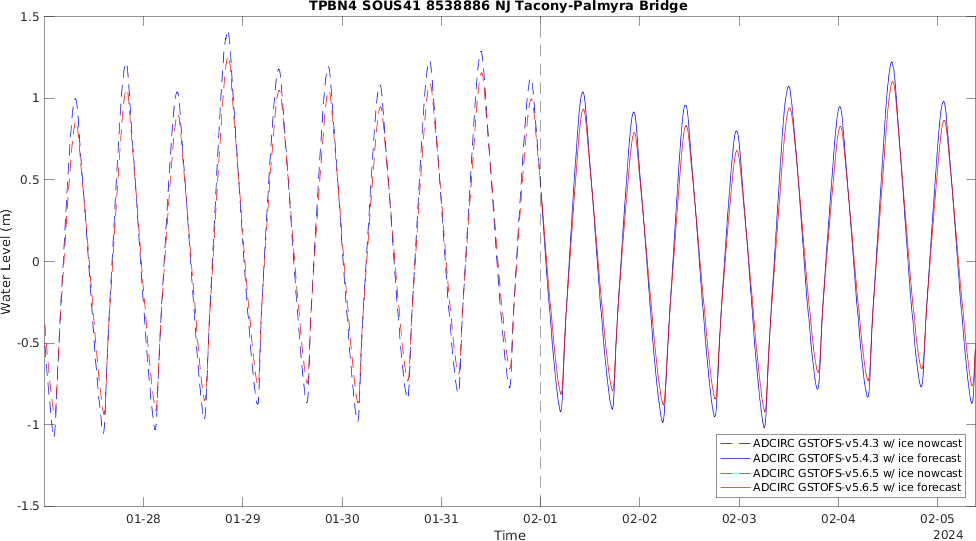 TPBN4 SOUS41 8538886 NJ Tacony-Palmyra Bridge
1.5
1
0.5
0
-0.5
-1
-1.5
Water Level (m)
01-28
01-29
01-30
01-31
02-01
02-02
02-03
02-04
02-05
Time
2024
ADCIRC GSTOFS-v5.4.3 w/ ice nowcast
ADCIRC GSTOFS-v5.4.3 w/ ice forecast
ADCIRC GSTOFS-v5.6.5 w/ ice nowcast
ADCIRC GSTOFS-v5.6.5 w/ ice forecast